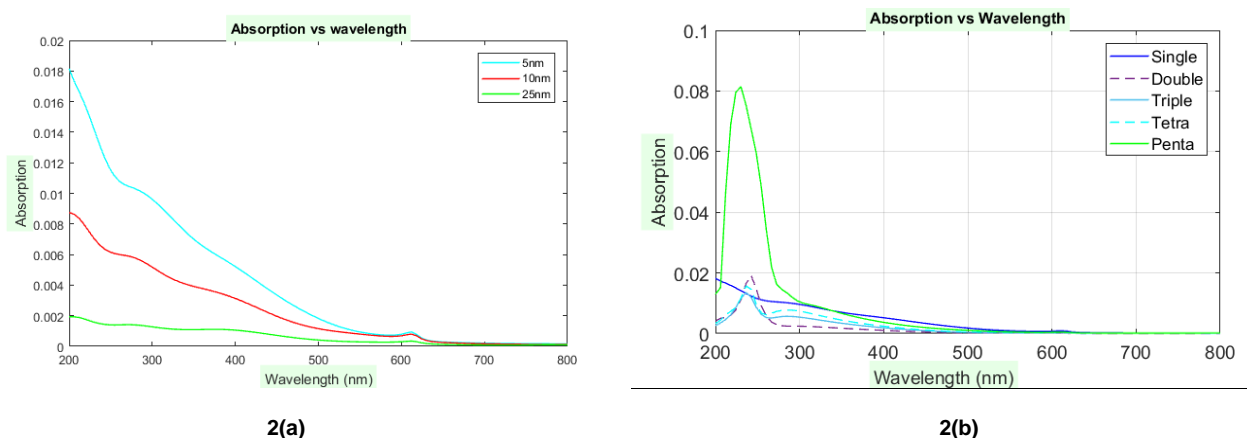 Absorption vs wavelength
0.02
0.018
0.016
0.014
0.012
0.01
0.008
0.006
0.004
0.002
0
Absorption
200 300 400 500 600 700 800
Wavelength (nm)
5nm
10nm
25nm
2(a)
Absorption vs Wavelength
0.1
0.08
0.06
0.04
0.02
0
Absorption
200 300 400 500 600 700 800
Wavelength (nm)
Single
Double
Triple
Tetra
Penta
2(b)